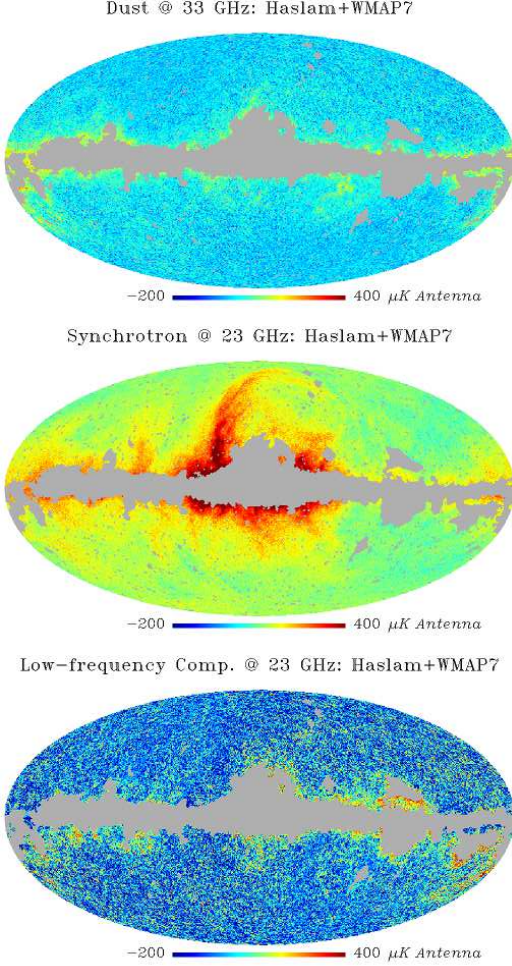 Dust @ 33 GHz: Haslam+WMAP7
−200 400 μK Antenna
Synchrotron @ 23 GHz: Haslam+WMAP7
−200 400 μK Antenna
Low−frequency Comp. @ 23 GHz: Haslam+WMAP7
−200 400 μK Antenna